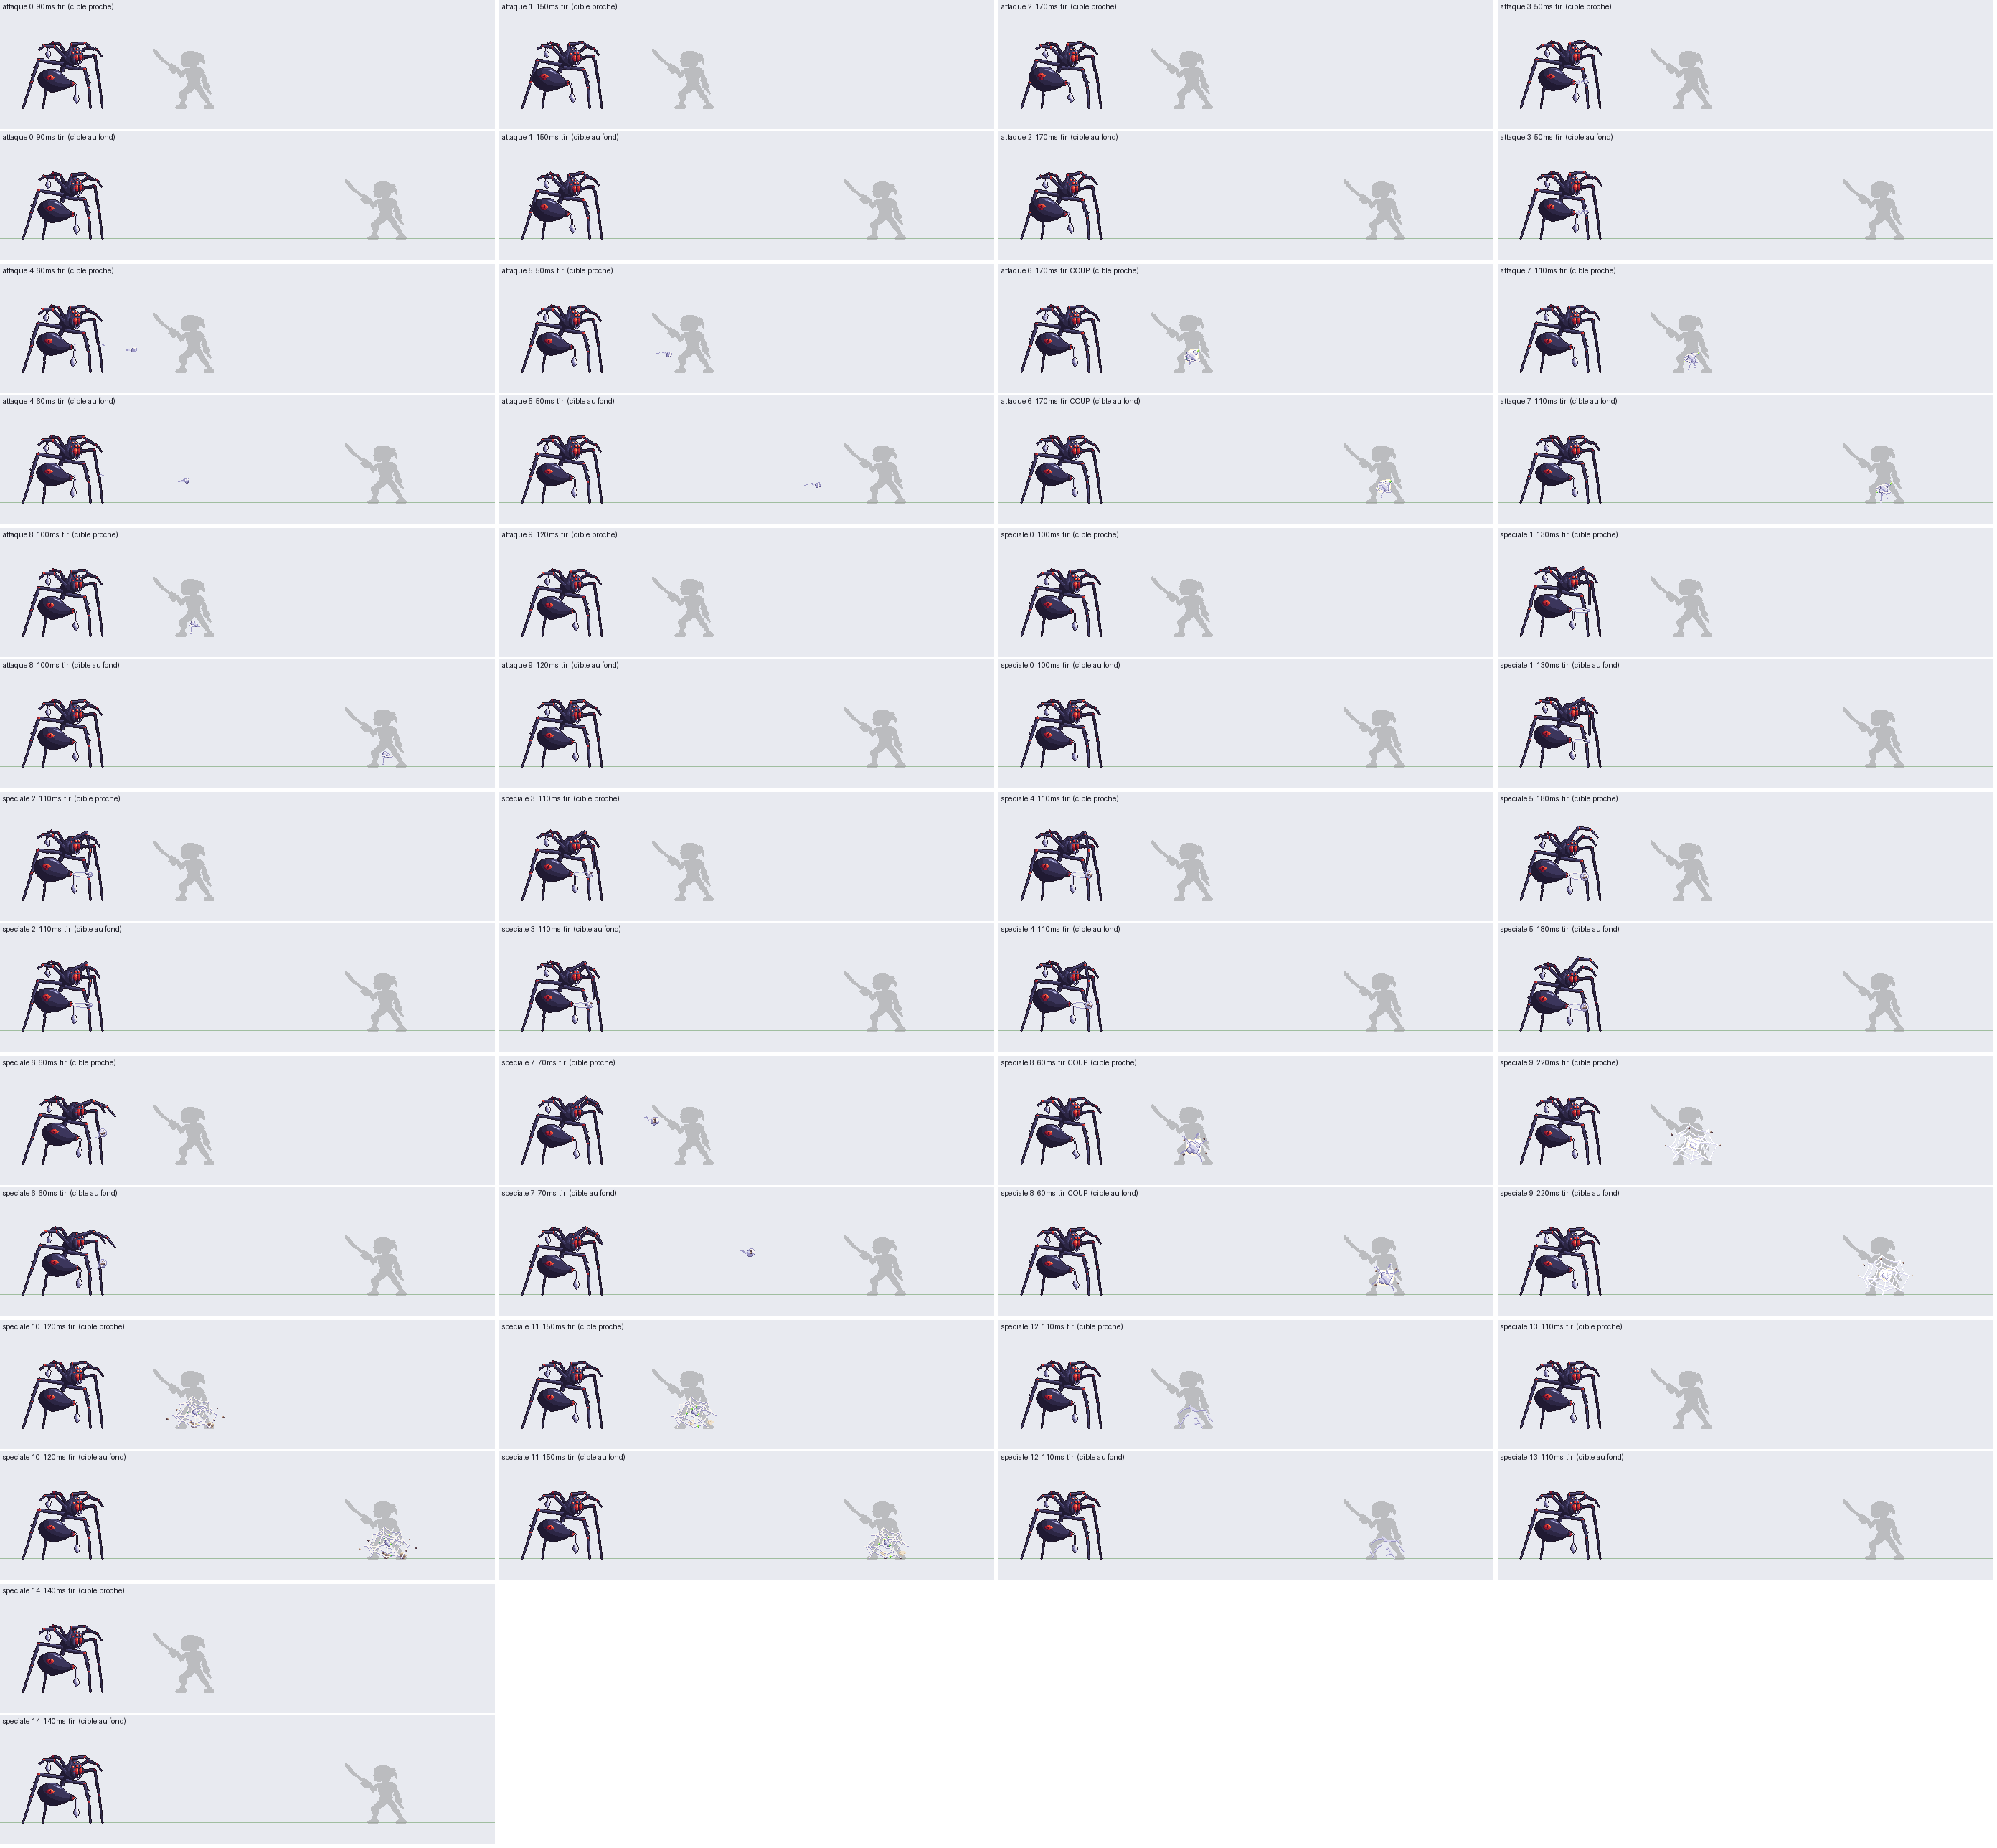 attaque 0 90ms tir (cible proche)
attaque 1 150ms tir (cible proche)
attaque 2 170ms tir (cible proche)
attaque 3 50ms tir (cible proche)
attaque 0 90ms tir (cible au fond)
attaque 1 150ms tir (cible au fond)
attaque 2 170ms tir (cible au fond)
attaque 3 50ms tir (cible au fond)
attaque 4 60ms tir (cible proche)
attaque 5 50ms tir (cible proche)
attaque 6 170ms tir COUP (cible proche)
attaque 7 110ms tir (cible proche)
attaque 4 60ms tir (cible au fond)
attaque 5 50ms tir (cible au fond)
attaque 6 170ms tir COUP (cible au fond)
attaque 7 110ms tir (cible au fond)
attaque 8 100ms tir (cible proche)
attaque 9 120ms tir (cible proche)
speciale 0 100ms tir (cible proche)
speciale 1 130ms tir (cible proche)
attaque 8 100ms tir (cible au fond)
attaque 9 120ms tir (cible au fond)
speciale 0 100ms tir (cible au fond)
speciale 1 130ms tir (cible au fond)
speciale 2 110ms tir (cible proche)
speciale 3 110ms tir (cible proche)
speciale 4 110ms tir (cible proche)
speciale 5 180ms tir (cible proche)
speciale 2 110ms tir (cible au fond)
speciale 3 110ms tir (cible au fond)
speciale 4 110ms tir (cible au fond)
speciale 5 180ms tir (cible au fond)
speciale 6 60ms tir (cible proche)
speciale 7 70ms tir (cible proche)
speciale 8 60ms tir COUP (cible proche)
speciale 9 220ms tir (cible proche)
speciale 6 60ms tir (cible au fond)
speciale 7 70ms tir (cible au fond)
speciale 8 60ms tir COUP (cible au fond)
speciale 9 220ms tir (cible au fond)
speciale 10 120ms tir (cible proche)
speciale 11 150ms tir (cible proche)
speciale 12 110ms tir (cible proche)
speciale 13 110ms tir (cible proche)
speciale 10 120ms tir (cible au fond)
speciale 11 150ms tir (cible au fond)
speciale 12 110ms tir (cible au fond)
speciale 13 110ms tir (cible au fond)
speciale 14 140ms tir (cible proche)
speciale 14 140ms tir (cible au fond)